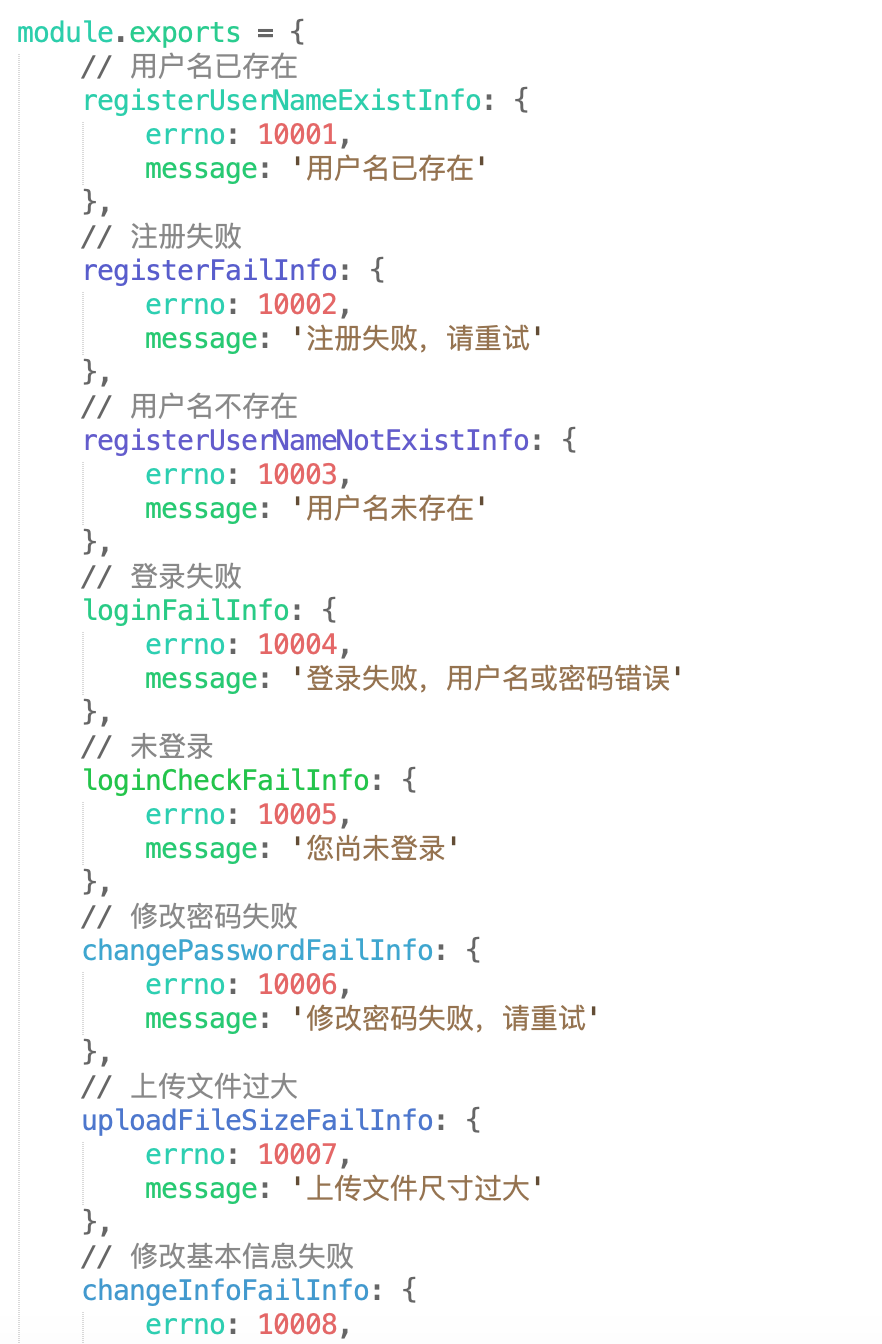 module.exports = {
    // 用户名已存在
    registerUserNameExistInfo: {
        errno: 10001,
        message: '用户名已存在'
    },
    // 注册失败
    registerFailInfo: {
        errno: 10002,
        message: '注册失败，请重试'
    },
    // 用户名不存在
    registerUserNameNotExistInfo: {
        errno: 10003,
        message: '用户名未存在'
    },
    // 登录失败
    loginFailInfo: {
        errno: 10004,
        message: '登录失败，用户名或密码错误'
    },
    // 未登录
    loginCheckFailInfo: {
        errno: 10005,
        message: '您尚未登录'
    },
    // 修改密码失败
    changePasswordFailInfo: {
        errno: 10006,
        message: '修改密码失败，请重试'
    },
    // 上传文件过大
    uploadFileSizeFailInfo: {
        errno: 10007,
        message: '上传文件尺寸过大'
    },
    // 修改基本信息失败
    changeInfoFailInfo: {
        errno: 10008,